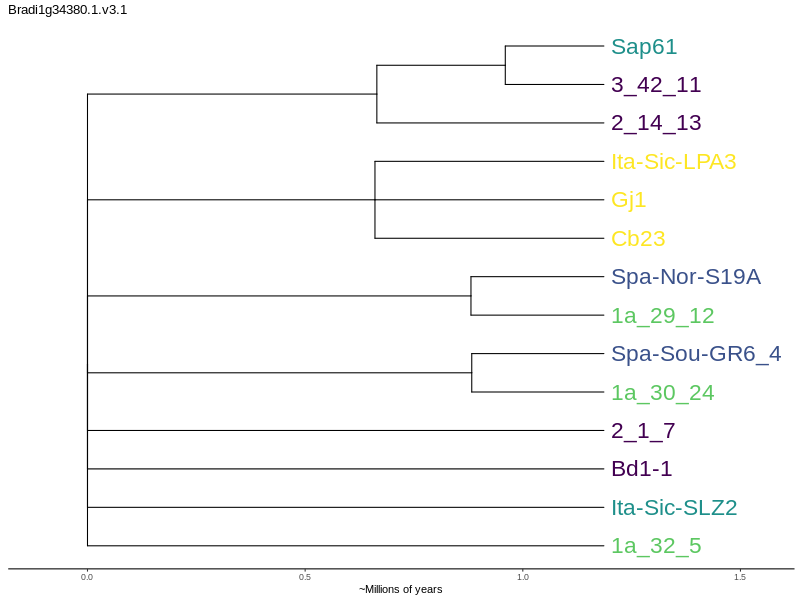 Bradi1g34380.1.v3.1
Sap61
3_42_11
2_14_13
Ita-Sic-LPA3
Gj1
Cb23
Spa-Nor-S19A
1a_29_12
Spa-Sou-GR6_4
1a_30_24
2_1_7
Bd1-1
Ita-Sic-SLZ2
1a_32_5
0.0 0.5 1.0 1.5
~Millions of years